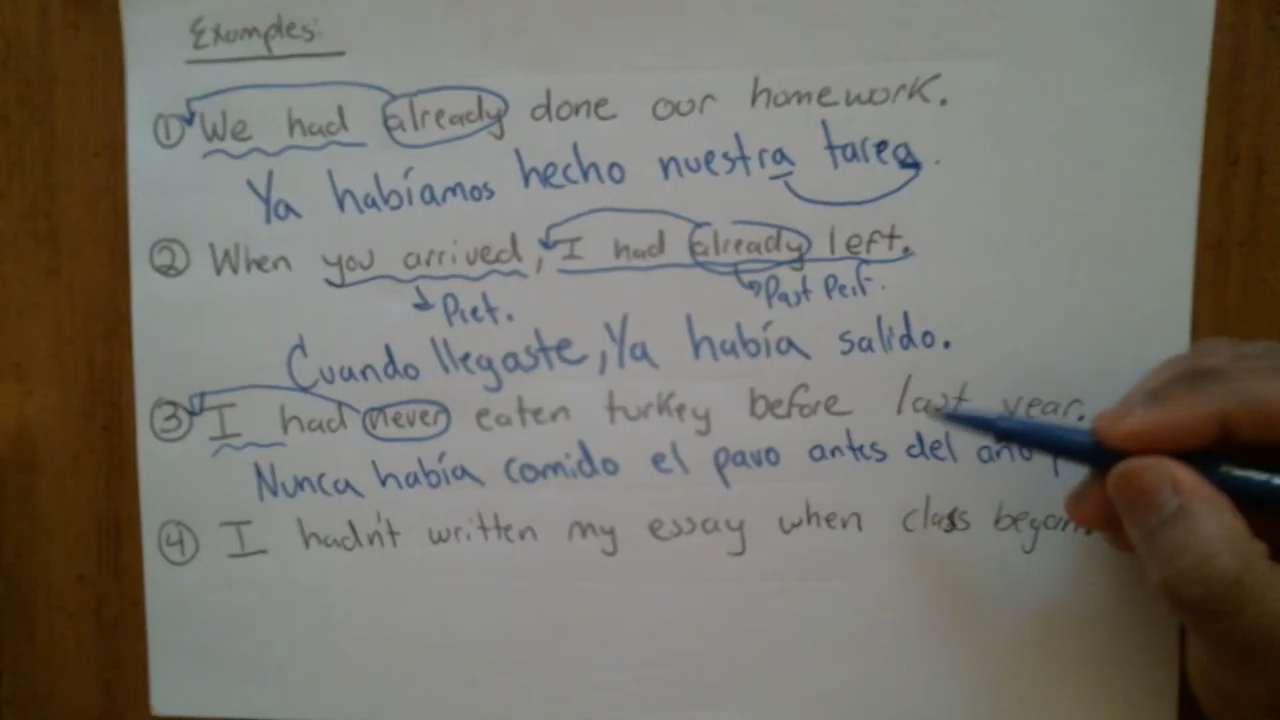 Examples:
① We had already done our homework.
Ya habíamos hecho nuestra tarea.
② When you arrived, I had already left.
Pret.
Past Perf.
Cuando llegaste, Ya había salido.
③ I had never eaten turkey before last year.
Nunca había comido el pavo antes del año
④ I hadn't written my essay when class began.